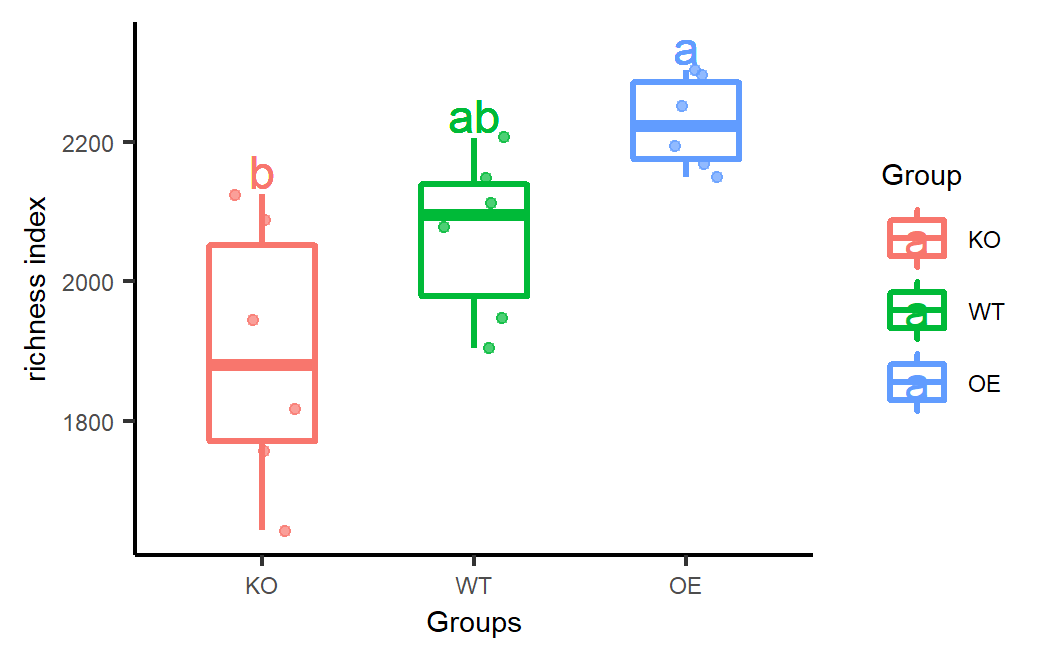 a
ab
b
2200
2000
1800
richness index
KO WT OE
Groups
Group
a KO
a WT
a OE